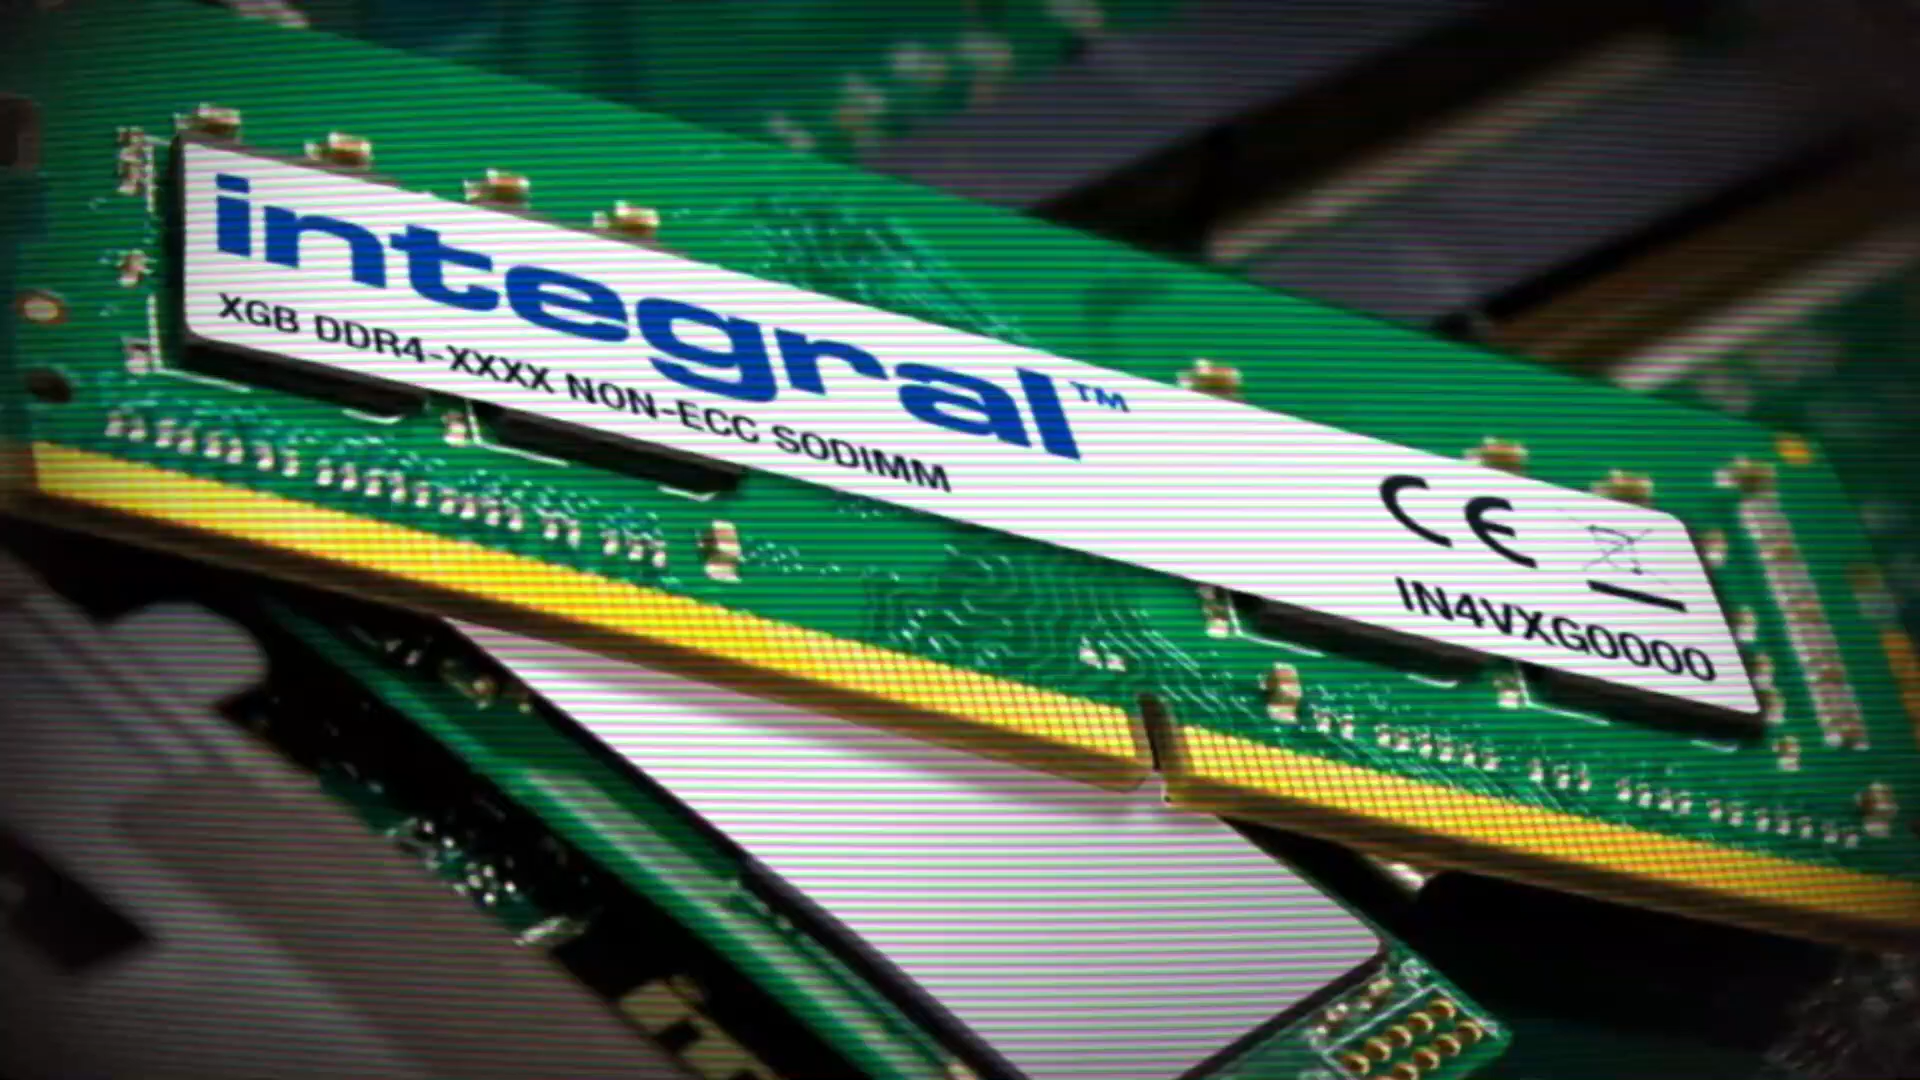 integral™
XGB DDR4-XXXX NON-ECC SODIMM
CE
IN4VXG0000